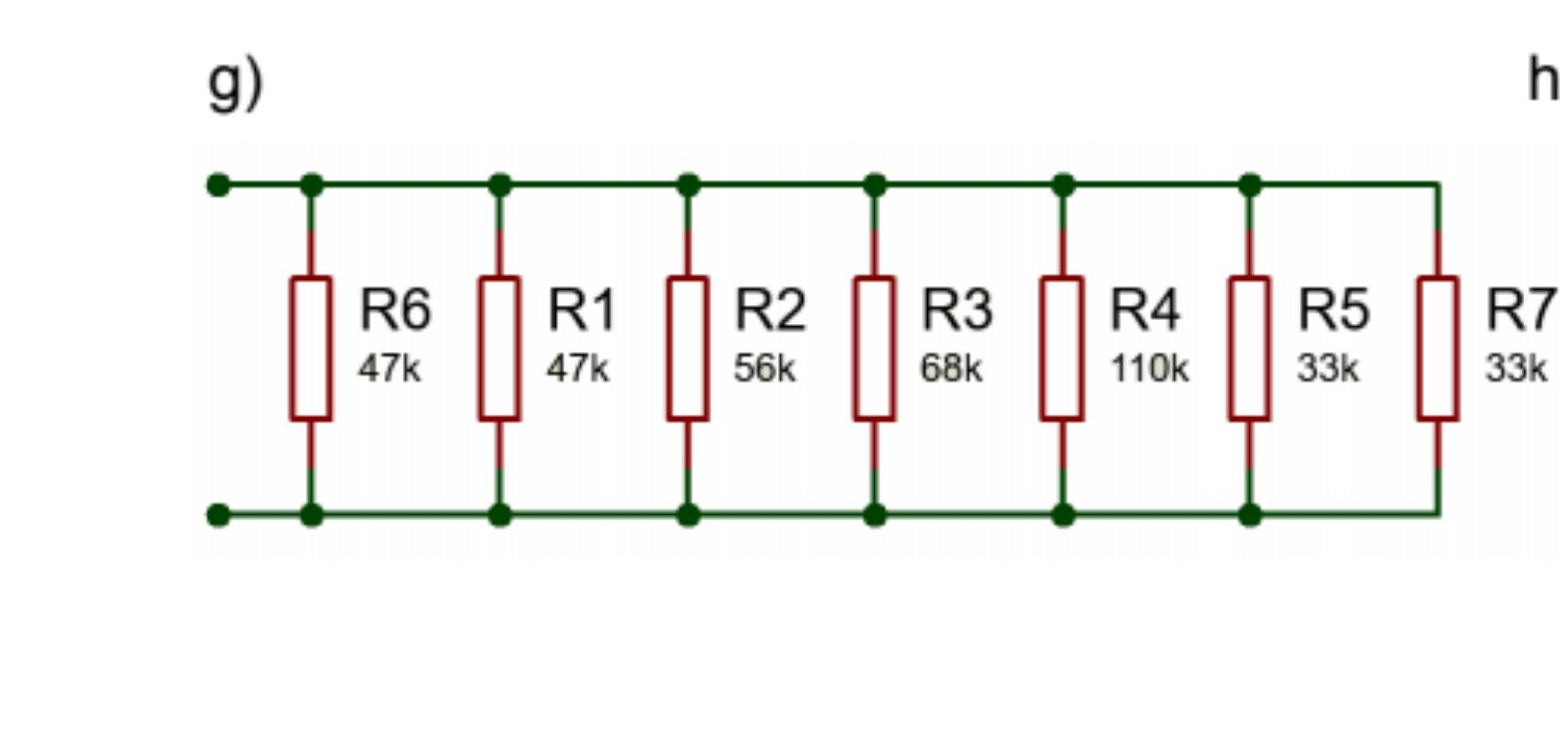 g)
h
R6 R1 R2 R3 R4 R5 R7
47k 47k 56k 68k 110k 33k 33k